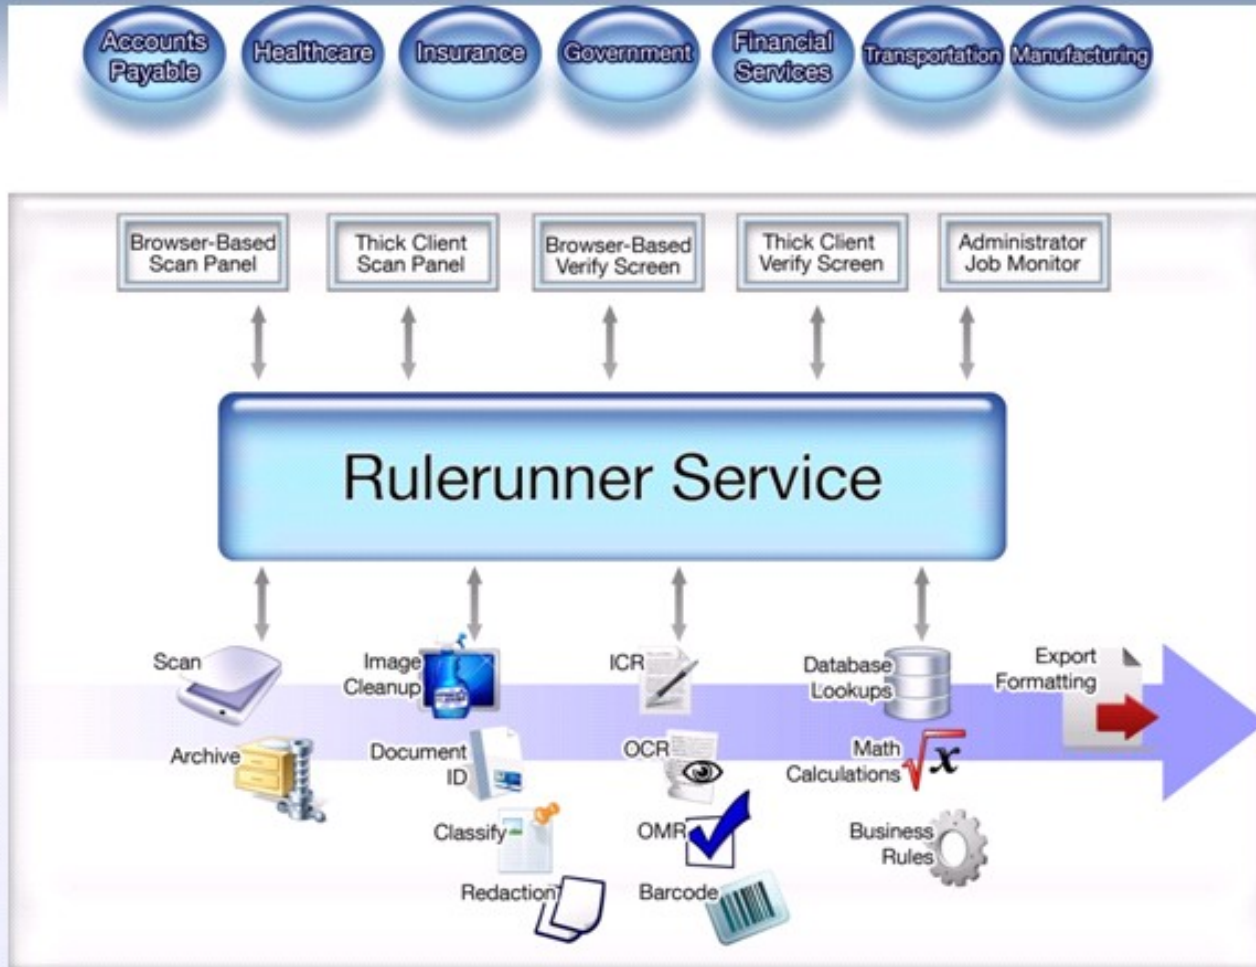 Accounts
Payable
Healthcare
Insurance
Government
Financial
Services
Transportation
Manufacturing
Browser-Based
Scan Panel
Thick Client
Scan Panel
Browser-Based
Verify Screen
Thick Client
Verify Screen
Administrator
Job Monitor
Rulerunner Service
Scan
Archive
Image
Cleanup
Document
ID
Classify
Redaction
ICR
OCR
OMR
Barcode
Database
Lookups
Math
Calculations
x
Business
Rules
Export
Formatting